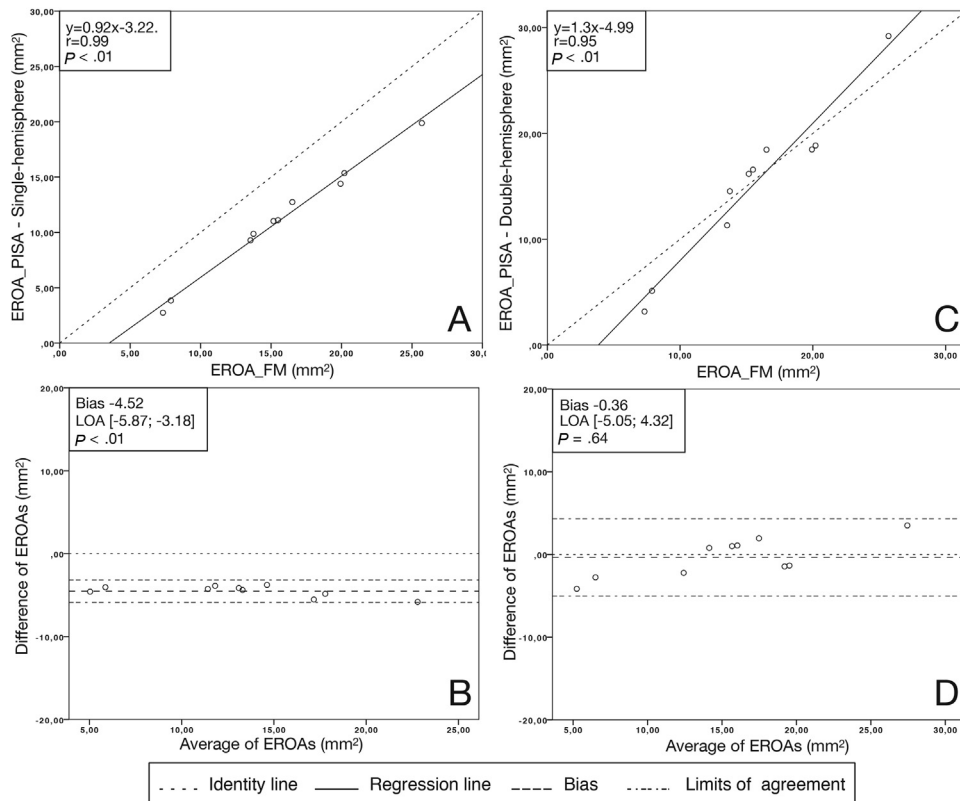 y=0.92x-3.22.
r=0.99
P < .01
EROA_PISA - Single-hemisphere (mm²)
30,00
25,00
20,00
15,00
10,00
5,00
,00
,00 5,00 10,00 15,00 20,00 25,00 30,0
EROA_FM (mm²)
A
y=1.3x-4.99
r=0.95
P < .01
EROA_PISA - Double-hemisphere (mm²)
30,00
20,00
10,00
,00
,00 10,00 20,00 30,00
EROA_FM (mm²)
C
Bias -4.52
LOA [-5.87; -3.18]
P < .01
Difference of EROAs (mm²)
20,00
10,00
,00
-10,00
-20,00
5,00 10,00 15,00 20,00 25,00
Average of EROAs (mm²)
B
Bias -0.36
LOA [-5.05; 4.32]
P = .64
Difference of EROAs (mm²)
20,00
10,00
,00
-10,00
-20,00
5,00 10,00 15,00 20,00 25,00 30,00
Average of EROAs (mm²)
D
Identity line Regression line Bias Limits of agreement